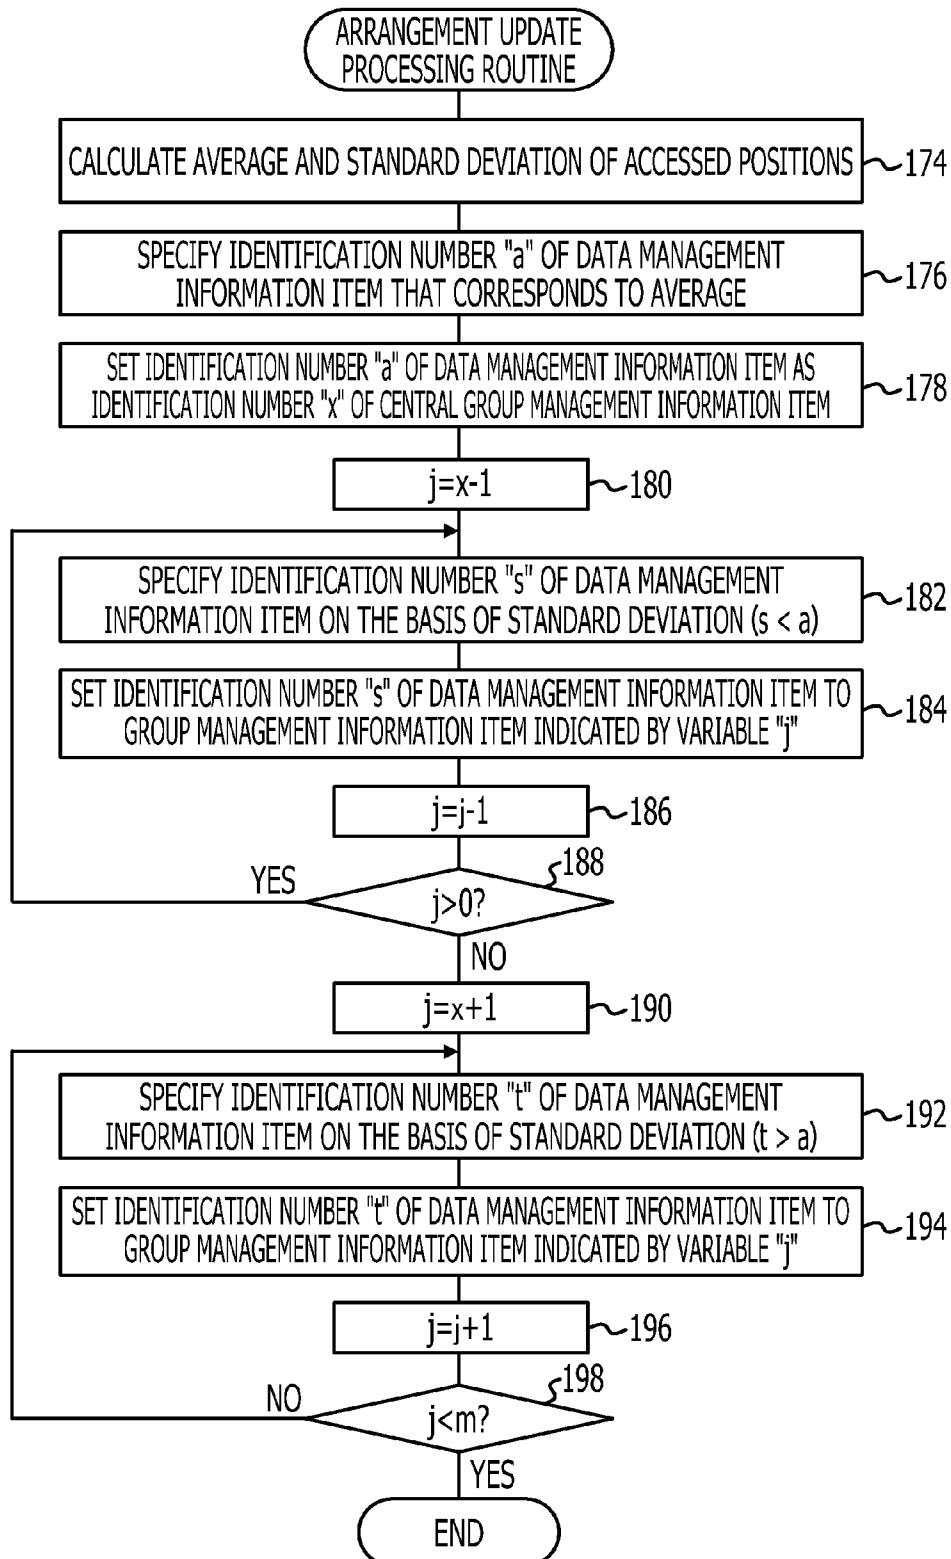 ARRANGEMENT UPDATE
PROCESSING ROUTINE
CALCULATE AVERAGE AND STANDARD DEVIATION OF ACCESSED POSITIONS
174
SPECIFY IDENTIFICATION NUMBER "a" OF DATA MANAGEMENT
INFORMATION ITEM THAT CORRESPONDS TO AVERAGE
176
SET IDENTIFICATION NUMBER "a" OF DATA MANAGEMENT INFORMATION ITEM AS
IDENTIFICATION NUMBER "x" OF CENTRAL GROUP MANAGEMENT INFORMATION ITEM
178
j=x-1
180
SPECIFY IDENTIFICATION NUMBER "s" OF DATA MANAGEMENT
INFORMATION ITEM ON THE BASIS OF STANDARD DEVIATION (s < a)
182
SET IDENTIFICATION NUMBER "s" OF DATA MANAGEMENT INFORMATION ITEM TO
GROUP MANAGEMENT INFORMATION ITEM INDICATED BY VARIABLE "j"
184
j=j-1
186
188
YES
j>0?
NO
j=x+1
190
SPECIFY IDENTIFICATION NUMBER "t" OF DATA MANAGEMENT
INFORMATION ITEM ON THE BASIS OF STANDARD DEVIATION (t > a)
192
SET IDENTIFICATION NUMBER "t" OF DATA MANAGEMENT INFORMATION ITEM TO
GROUP MANAGEMENT INFORMATION ITEM INDICATED BY VARIABLE "j"
194
j=j+1
196
198
NO
j<m?
YES
END